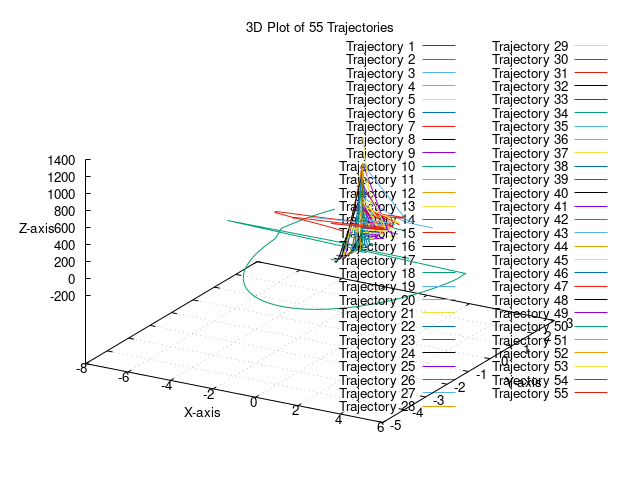 3D Plot of 55 Trajectories
Trajectory 1
Trajectory 2
Trajectory 3
Trajectory 4
Trajectory 5
Trajectory 6
Trajectory 7
Trajectory 8
Trajectory 9
Trajectory 10
Trajectory 11
Trajectory 12
Trajectory 13
Trajectory 14
Trajectory 15
Trajectory 16
Trajectory 17
Trajectory 18
Trajectory 19
Trajectory 20
Trajectory 21
Trajectory 22
Trajectory 23
Trajectory 24
Trajectory 25
Trajectory 26
Trajectory 27
Trajectory 28
Trajectory 29
Trajectory 30
Trajectory 31
Trajectory 32
Trajectory 33
Trajectory 34
Trajectory 35
Trajectory 36
Trajectory 37
Trajectory 38
Trajectory 39
Trajectory 40
Trajectory 41
Trajectory 42
Trajectory 43
Trajectory 44
Trajectory 45
Trajectory 46
Trajectory 47
Trajectory 48
Trajectory 49
Trajectory 50
Trajectory 51
Trajectory 52
Trajectory 53
Trajectory 54
Trajectory 55
1400
1200
1000
800
Z-axis 600
400
200
0
-200
-8
-6
-4
-2
0
2
4
6
X-axis
-5
-4
-3
-2
-1
0
1
2
3
Y-axis